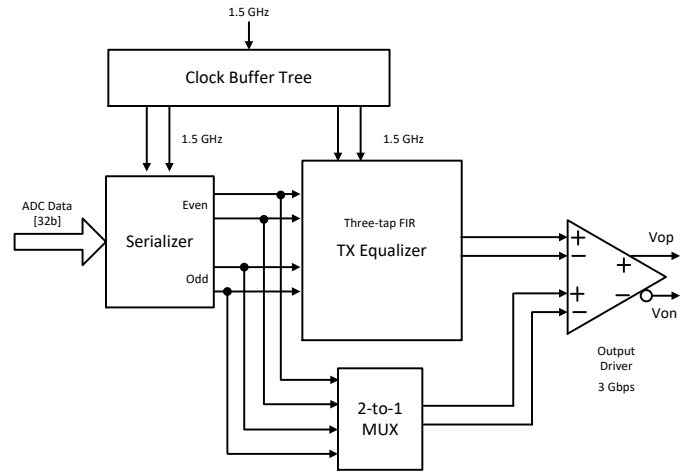 1.5 GHz
Clock Buffer Tree
1.5 GHz
1.5 GHz
ADC Data
[32b]
Serializer
Even
Odd
Three-tap FIR
TX Equalizer
2-to-1
MUX
+
−
+
−
+
−
Vop
Von
Output
Driver
3 Gbps